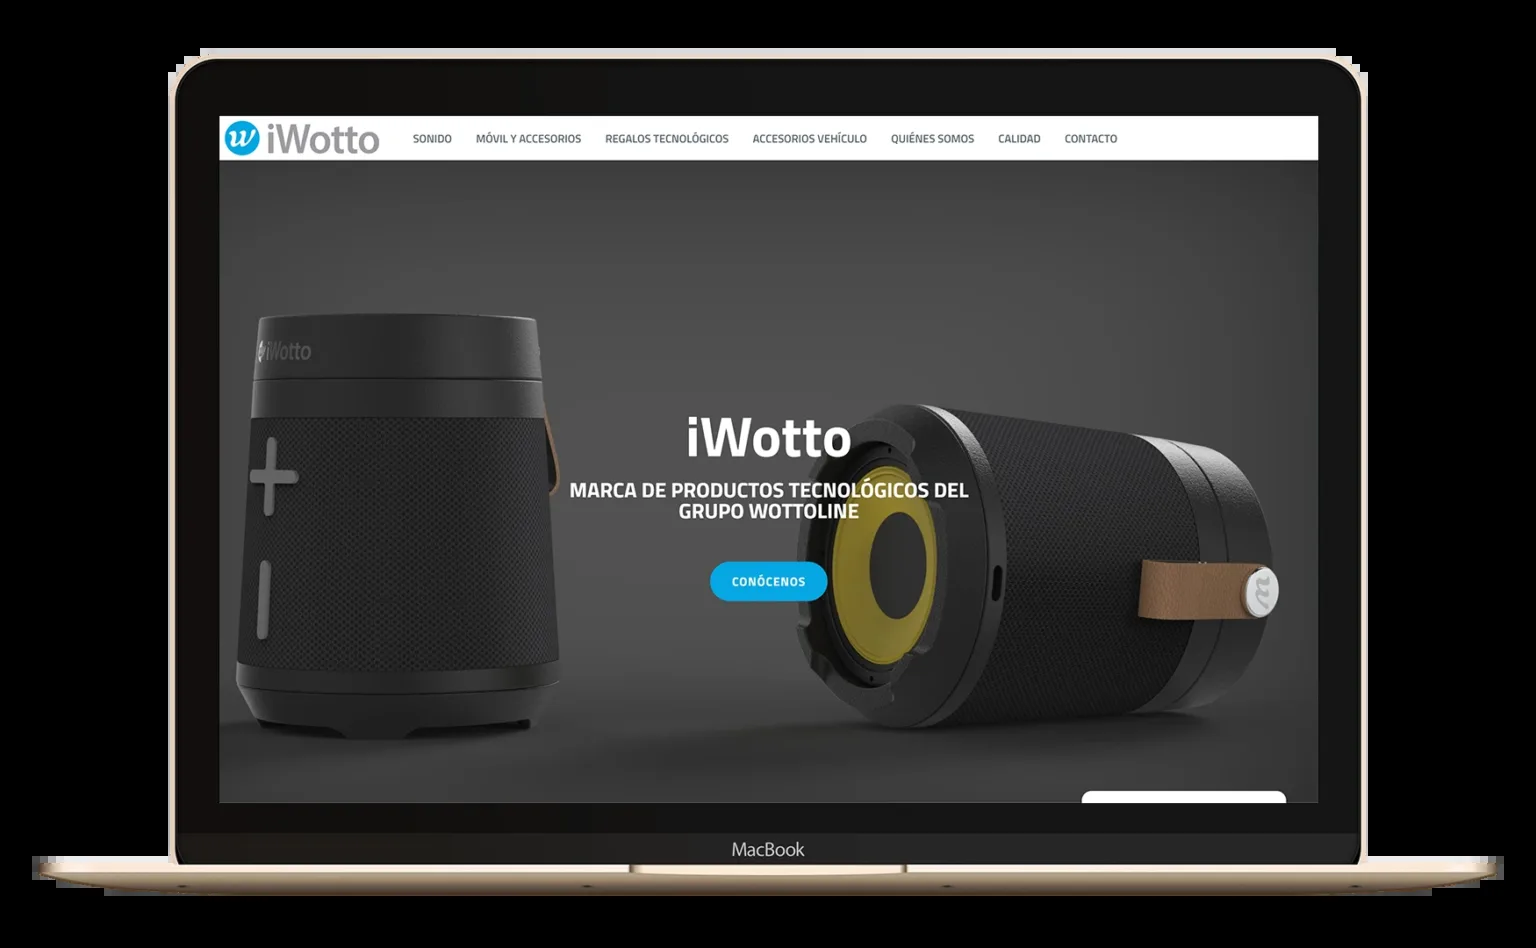 iWotto
SONIDO
MÓVIL Y ACCESORIOS
REGALOS TECNOLÓGICOS
ACCESORIOS VEHÍCULO
QUIÉNES SOMOS
CALIDAD
CONTACTO
iWotto
iWotto
MARCA DE PRODUCTOS TECNOLÓGICOS DEL
GRUPO WOTTOLINE
CONÓCENOS
MacBook